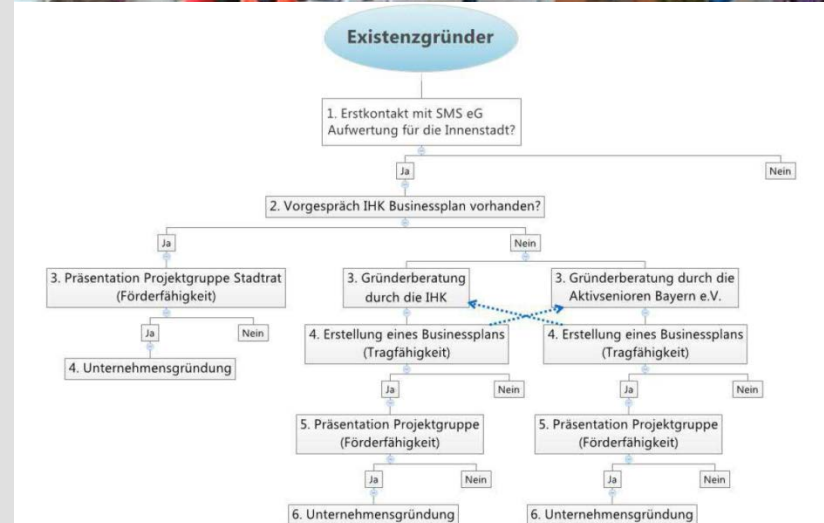 Existenzgründer
1. Erstkontakt mit SMS eG
Aufwertung für die Innenstadt?
Ja
Nein
2. Vorgespräch IHK Businessplan vorhanden?
Ja
Nein
3. Präsentation Projektgruppe Stadtrat
(Förderfähigkeit)
3. Gründerberatung
durch die IHK
3. Gründerberatung durch die
Aktivsenioren Bayern e.V.
Ja
Nein
4. Erstellung eines Businessplans
(Tragfähigkeit)
4. Erstellung eines Businessplans
(Tragfähigkeit)
4. Unternehmensgründung
Ja
Nein
Ja
Nein
5. Präsentation Projektgruppe
(Förderfähigkeit)
5. Präsentation Projektgruppe
(Förderfähigkeit)
Ja
Nein
Ja
Nein
6. Unternehmensgründung
6. Unternehmensgründung